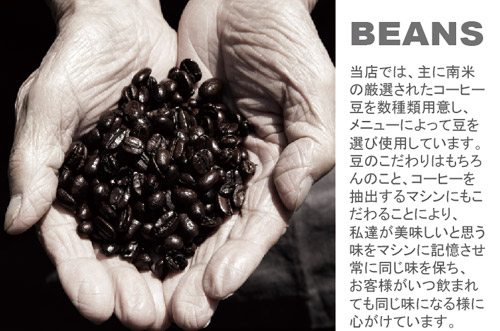 BEANS
当店では、主に南米
の厳選されたコーヒー
豆を数種類用意し、
メニューによって豆を
選び使用しています。
豆のこだわりはもちろ
んのこと、コーヒーを
抽出するマシンにもこ
だわることにより、
私達が美味しいと思う
味をマシンに記憶させ
常に同じ味を保ち、
お客様がいつ飲まれ
ても同じ味になる様に
心がけています。